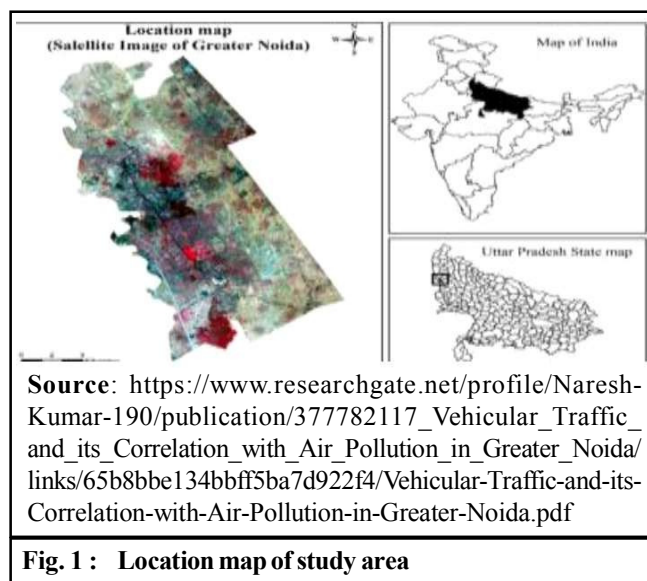 Location map
(Salellite Image of Greater Noida)
W
E
S
Map of India
Uttar Pradesh State map
Source: https://www.researchgate.net/profile/Naresh-
Kumar-190/publication/377782117_Vehicular_Traffic_
and_its_Correlation_with_Air_Pollution_in_Greater_Noida/
links/65b8bbe134bbff5ba7d922f4/Vehicular-Traffic-and-its-
Correlation-with-Air-Pollution-in-Greater-Noida.pdf
Fig. 1 : Location map of study area